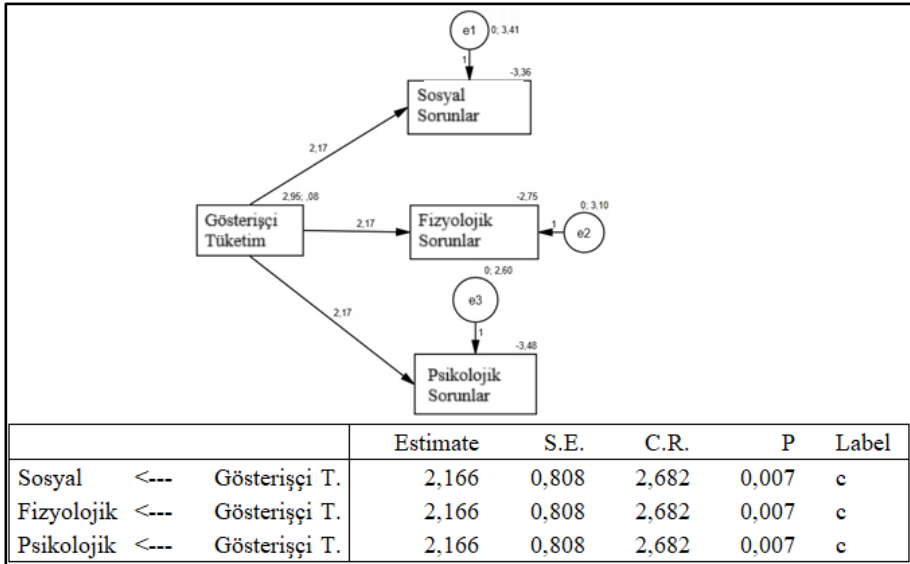 e1 0; 3,41
1
-3,36
Sosyal
Sorunlar
2,17
2,95; ,08
Gösterişçi
Tüketim
2,17
-2,75
Fizyolojik
Sorunlar
0; 3,10
1 e2
0; 2,60
e3
2,17
1
-3,48
Psikolojik
Sorunlar
Estimate S.E. C.R. P Label
Sosyal <--- Gösterişçi T. 2,166 0,808 2,682 0,007 c
Fizyolojik <--- Gösterişçi T. 2,166 0,808 2,682 0,007 c
Psikolojik <--- Gösterişçi T. 2,166 0,808 2,682 0,007 c